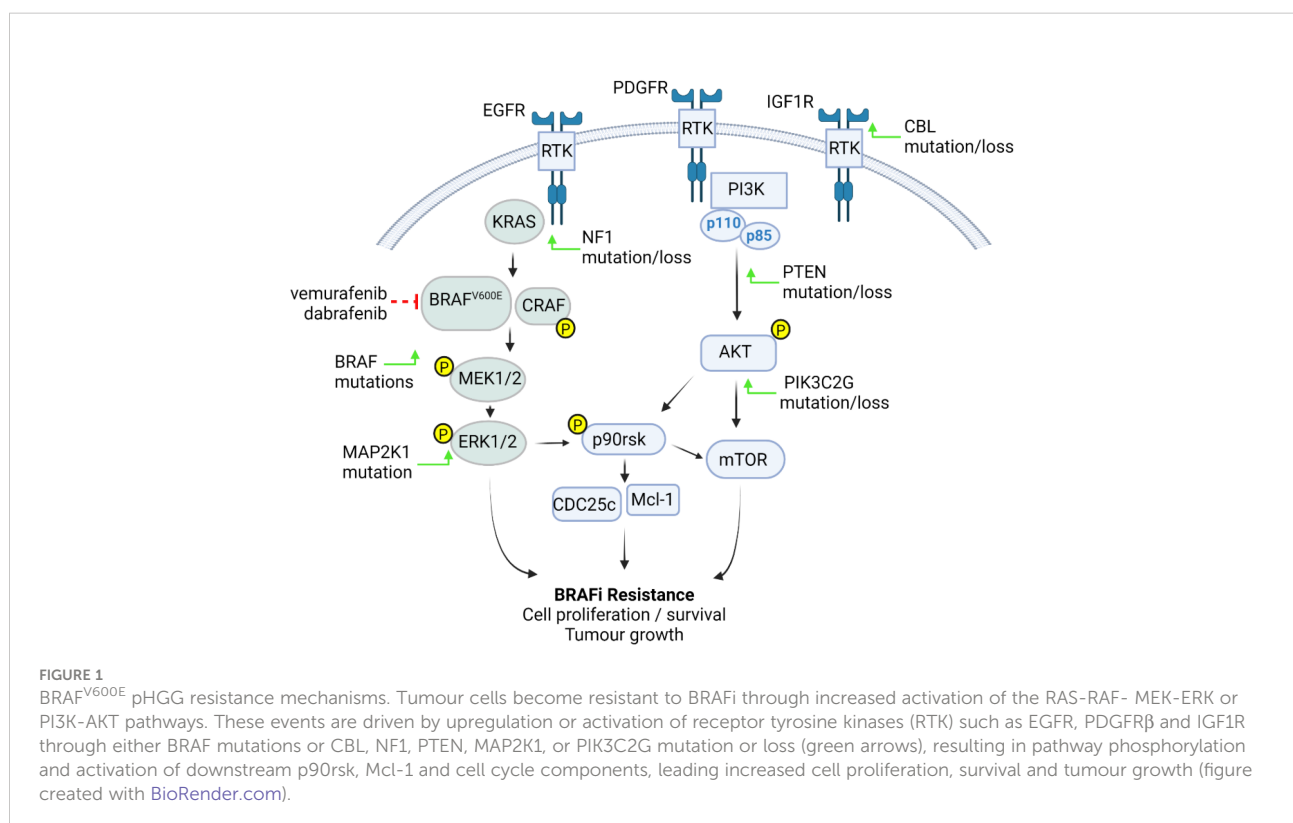 PDGFR
EGFR
IGF1R
RTK
RTK
RTK
CBL
mutation/loss
PI3K
p110
p85
KRAS
NF1
mutation/loss
PTEN
mutation/loss
vemurafenib
dabrafenib
BRAFV600E
CRAF
P
P
AKT
BRAF
mutations
P
MEK1/2
PIK3C2G
mutation/loss
MAP2K1
mutation
P
ERK1/2
P
p90rsk
mTOR
CDC25c
Mcl-1
BRAFi Resistance
Cell proliferation / survival
Tumour growth
FIGURE 1
BRAFV600E pHGG resistance mechanisms. Tumour cells become resistant to BRAFi through increased activation of the RAS-RAF- MEK-ERK or
PI3K-AKT pathways. These events are driven by upregulation or activation of receptor tyrosine kinases (RTK) such as EGFR, PDGFRβ and IGF1R
through either BRAF mutations or CBL, NF1, PTEN, MAP2K1, or PIK3C2G mutation or loss (green arrows), resulting in pathway phosphorylation
and activation of downstream p90rsk, Mcl-1 and cell cycle components, leading increased cell proliferation, survival and tumour growth (figure
created with BioRender.com).